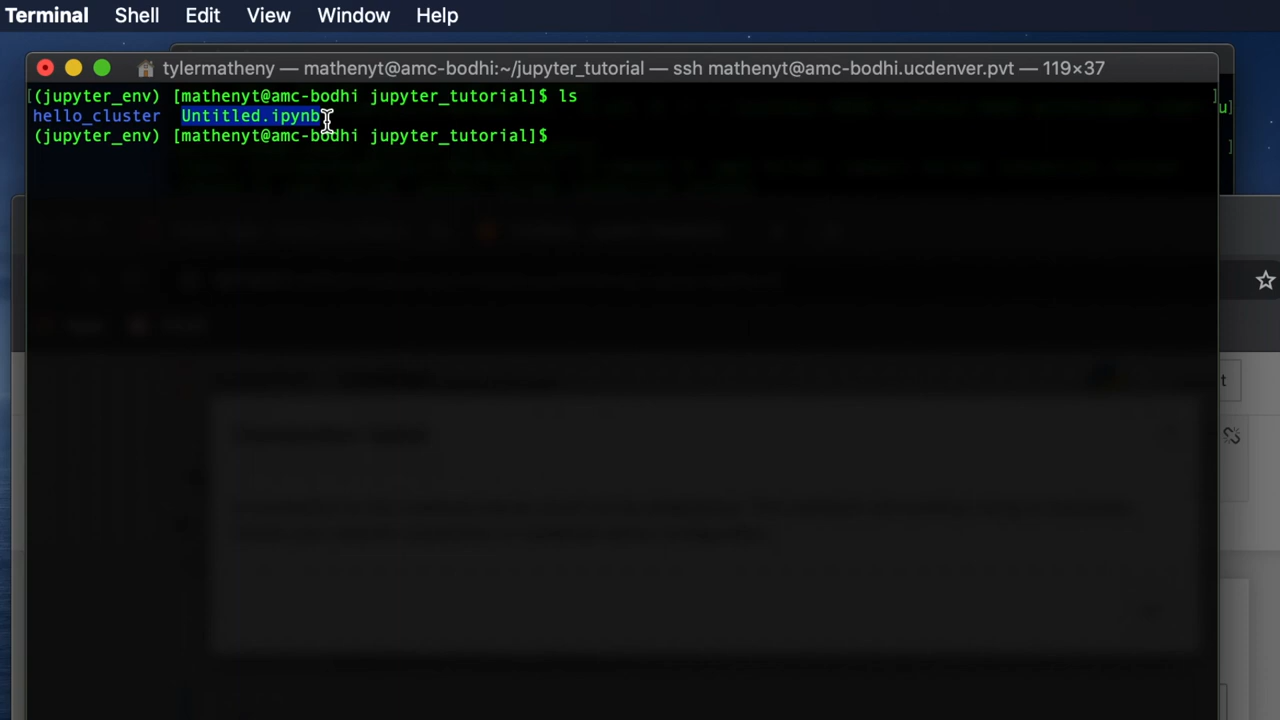 Terminal Shell Edit View Window Help
tylermatheny — mathenyt@amc-bodhi:~/jupyter_tutorial — ssh mathenyt@amc-bodhi.ucdenver.pvt — 119×37
[(jupyter_env) [mathenyt@amc-bodhi jupyter_tutorial]$ ls ]
hello_cluster Untitled.ipynb
(jupyter_env) [mathenyt@amc-bodhi jupyter_tutorial]$